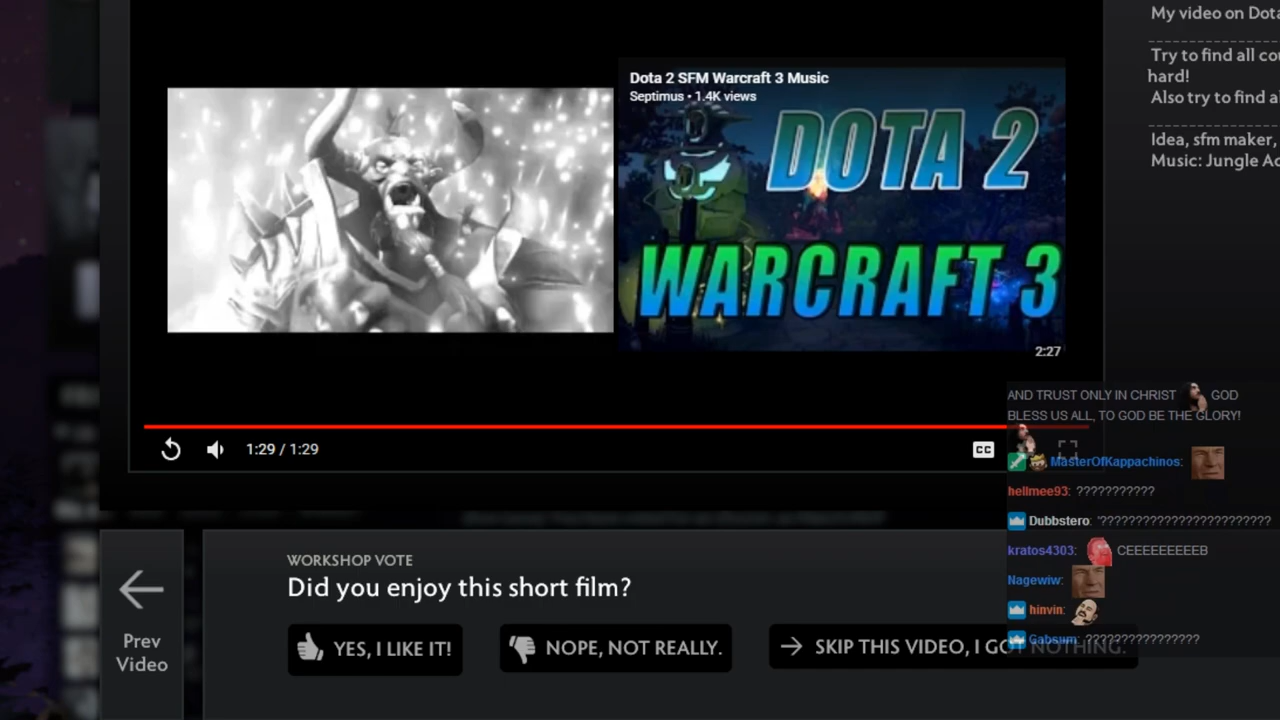 My video on Dota
Try to find all cou
hard!
Also try to find a
Idea, sfm maker,
Music: Jungle Ac
Dota 2 SFM Warcraft 3 Music
Septimus • 1.4K views
DOTA 2
WARCRAFT 3
2:27
1:29 / 1:29
CC
AND TRUST ONLY IN CHRIST GOD
BLESS US ALL, TO GOD BE THE GLORY!
MasterOfKappachinos:
hellmee93: ???????????
Dubbstero: '????????????????????????
kratos4303: CEEEEEEEEEB
Nagewiw:
hinvin:
Gabsum: ????????????????
Prev
Video
WORKSHOP VOTE
Did you enjoy this short film?
YES, I LIKE IT!
NOPE, NOT REALLY.
SKIP THIS VIDEO, I GOT NOTHING.